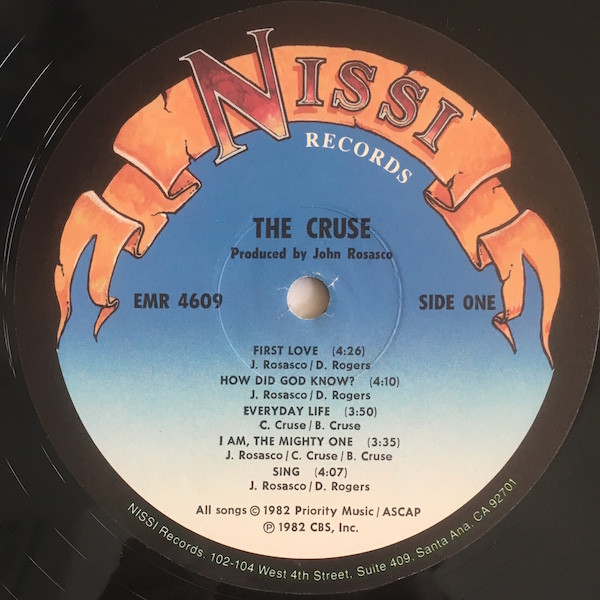 NISSI
RECORDS
THE CRUSE
Produced by John Rosasco
EMR 4609
SIDE ONE
FIRST LOVE (4:26)
J. Rosasco/D. Rogers
HOW DID GOD KNOW? (4:10)
J. Rosasco/D. Rogers
EVERYDAY LIFE (3:50)
C. Cruse/B. Cruse
I AM, THE MIGHTY ONE (3:35)
J. Rosasco/C. Cruse/B. Cruse
SING (4:07)
J. Rosasco/D. Rogers
All songs © 1982 Priority Music/ASCAP
℗ 1982 CBS, Inc.
NISSI Records, 102-104 West 4th Street, Suite 409, Santa Ana, CA 92701